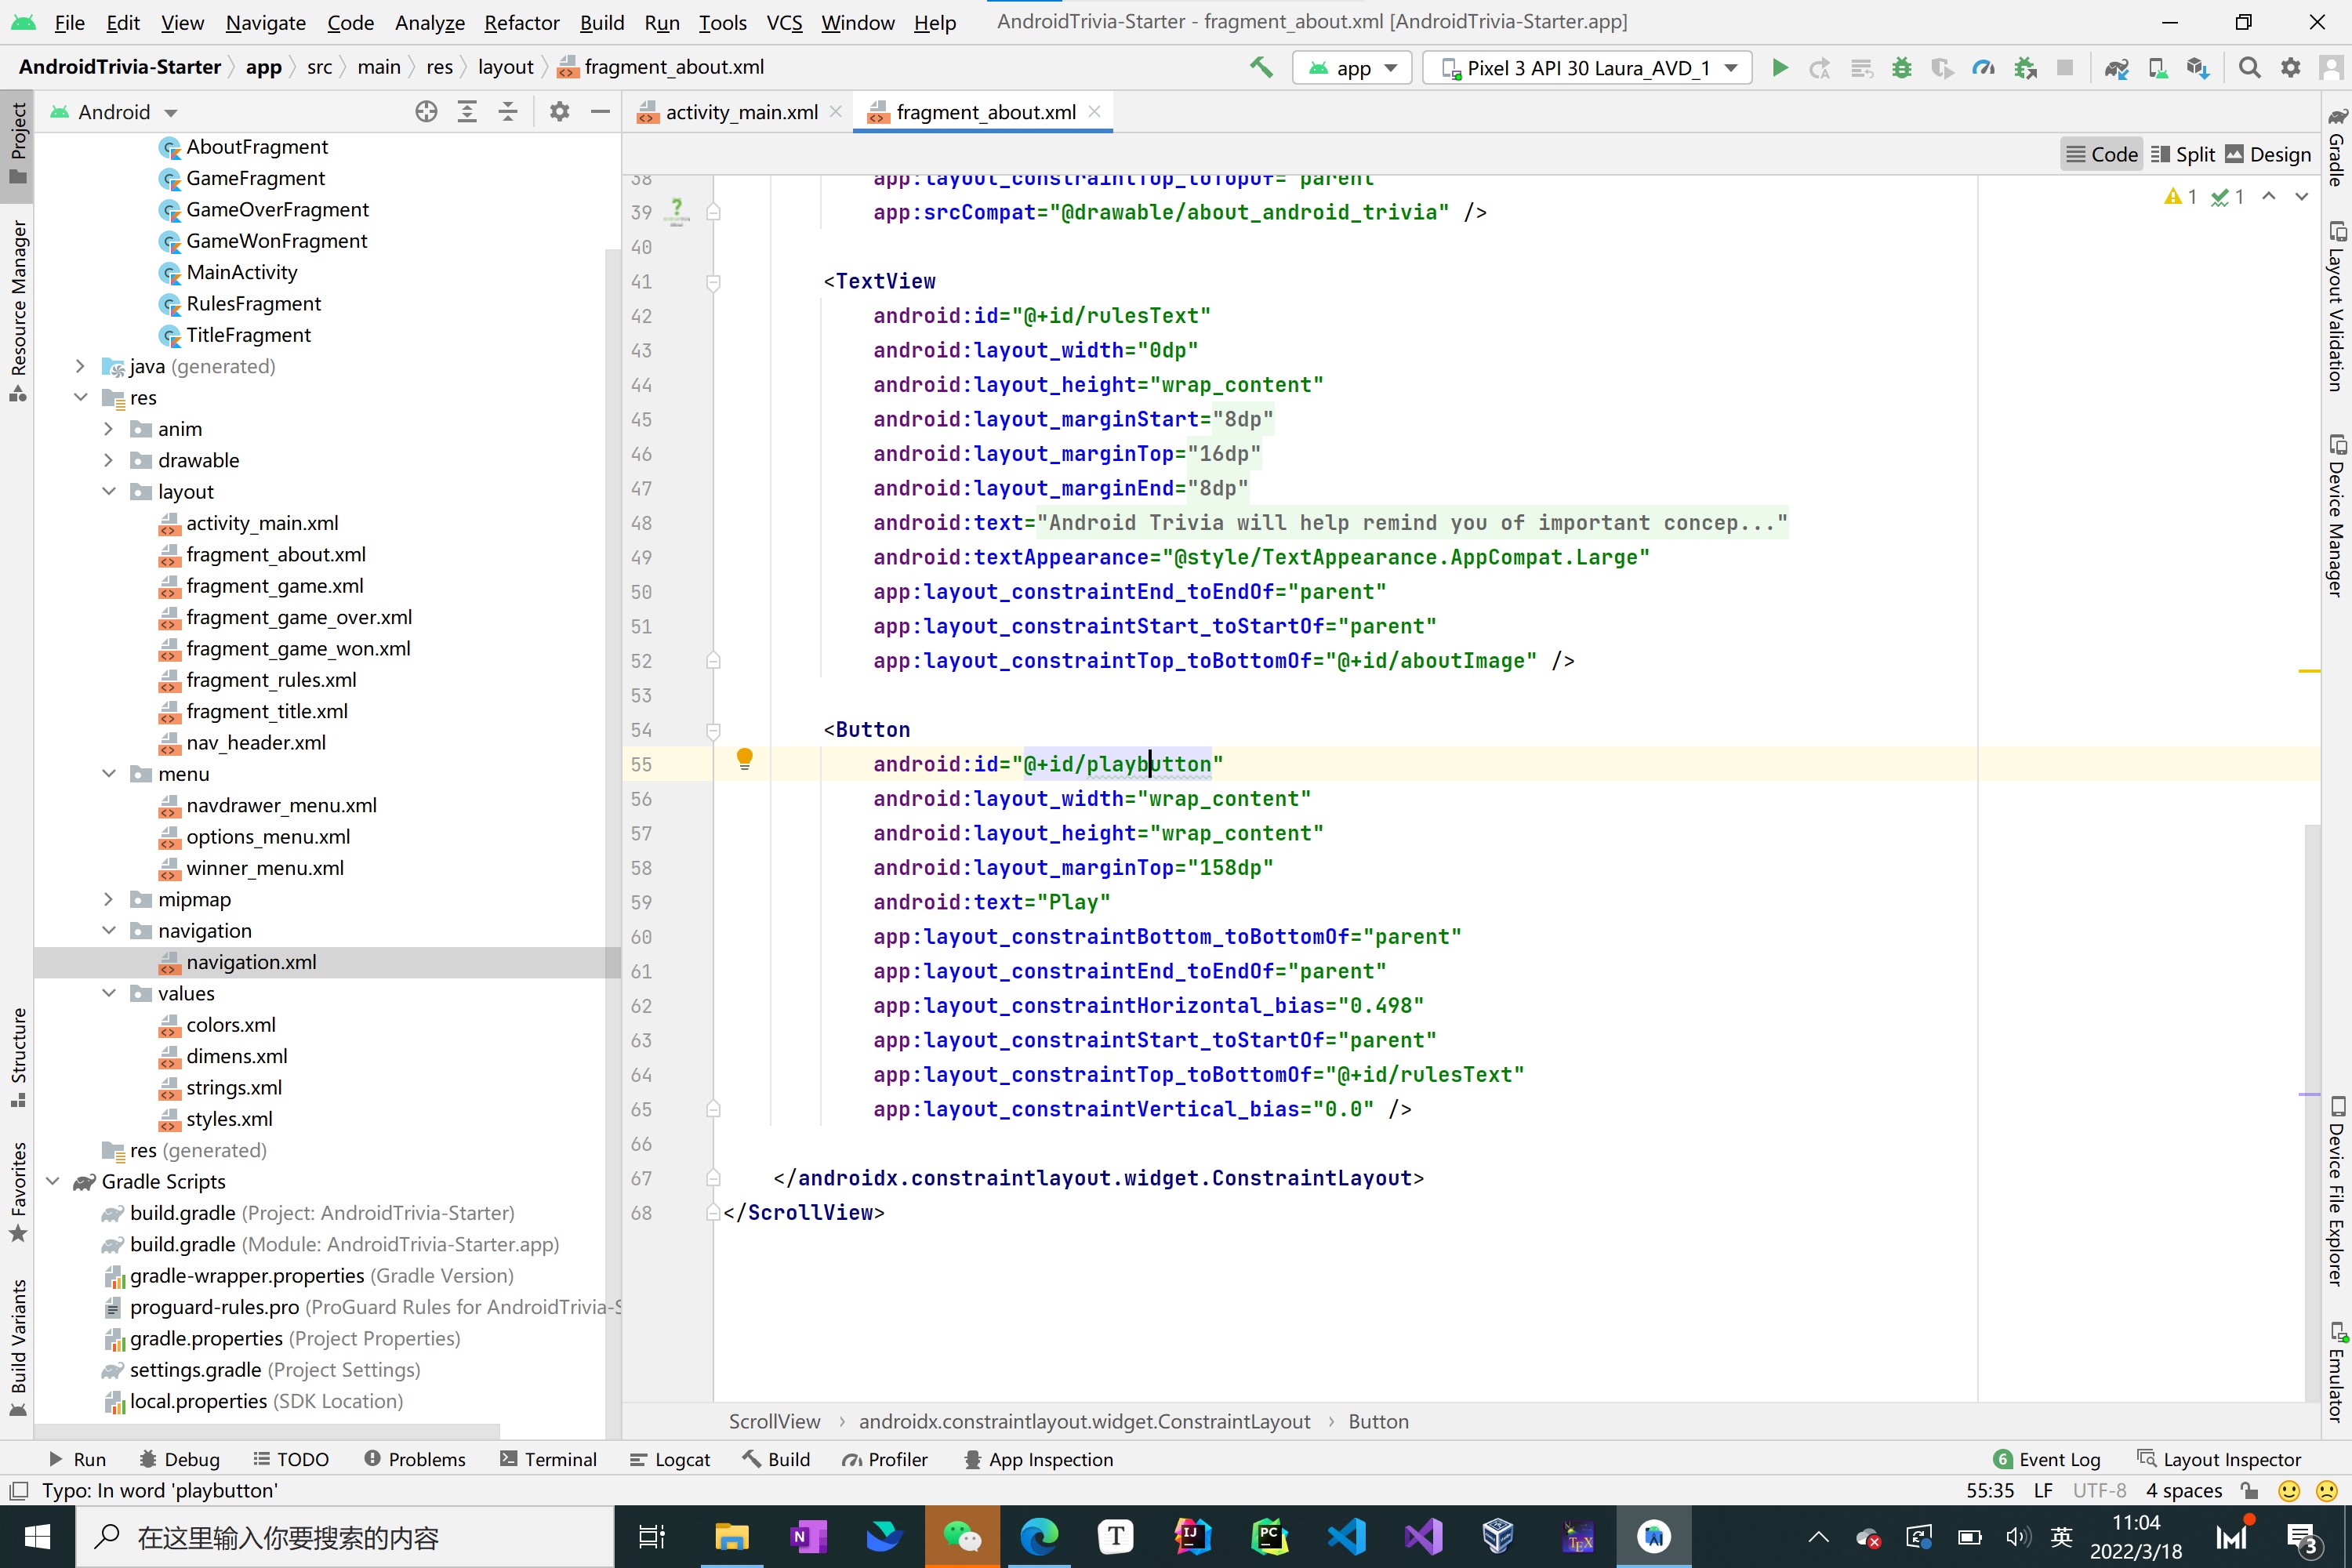 File Edit View Navigate Code Analyze Refactor Build Run Tools VCS Window Help AndroidTrivia-Starter - fragment_about.xml [AndroidTrivia-Starter.app]
AndroidTrivia-Starter app src main res layout fragment_about.xml app Pixel 3 API 30 Laura_AVD_1
Project
Resource Manager
Structure
Favorites
Build Variants
Android
AboutFragment
GameFragment
GameOverFragment
GameWonFragment
MainActivity
RulesFragment
TitleFragment
java (generated)
res
anim
drawable
layout
activity_main.xml
fragment_about.xml
fragment_game.xml
fragment_game_over.xml
fragment_game_won.xml
fragment_rules.xml
fragment_title.xml
nav_header.xml
menu
navdrawer_menu.xml
options_menu.xml
winner_menu.xml
mipmap
navigation
navigation.xml
values
colors.xml
dimens.xml
strings.xml
styles.xml
res (generated)
Gradle Scripts
build.gradle (Project: AndroidTrivia-Starter)
build.gradle (Module: AndroidTrivia-Starter.app)
gradle-wrapper.properties (Gradle Version)
proguard-rules.pro (ProGuard Rules for AndroidTrivia-S
gradle.properties (Project Properties)
settings.gradle (Project Settings)
local.properties (SDK Location)
activity_main.xml fragment_about.xml
Code Split Design
1 1
38 app:layout_constraintTop_toTopOf="parent"
39 app:srcCompat="@drawable/about_android_trivia" />
40
41 <TextView
42 android:id="@+id/rulesText"
43 android:layout_width="0dp"
44 android:layout_height="wrap_content"
45 android:layout_marginStart="8dp"
46 android:layout_marginTop="16dp"
47 android:layout_marginEnd="8dp"
48 android:text="Android Trivia will help remind you of important concep..."
49 android:textAppearance="@style/TextAppearance.AppCompat.Large"
50 app:layout_constraintEnd_toEndOf="parent"
51 app:layout_constraintStart_toStartOf="parent"
52 app:layout_constraintTop_toBottomOf="@+id/aboutImage" />
53
54 <Button
55 android:id="@+id/playbutton"
56 android:layout_width="wrap_content"
57 android:layout_height="wrap_content"
58 android:layout_marginTop="158dp"
59 android:text="Play"
60 app:layout_constraintBottom_toBottomOf="parent"
61 app:layout_constraintEnd_toEndOf="parent"
62 app:layout_constraintHorizontal_bias="0.498"
63 app:layout_constraintStart_toStartOf="parent"
64 app:layout_constraintTop_toBottomOf="@+id/rulesText"
65 app:layout_constraintVertical_bias="0.0" />
66
67 </androidx.constraintlayout.widget.ConstraintLayout>
68 </ScrollView>
ScrollView androidx.constraintlayout.widget.ConstraintLayout Button
Gradle
Layout Validation
Device Manager
Device File Explorer
Emulator
Run Debug TODO Problems Terminal Logcat Build Profiler App Inspection 6 Event Log Layout Inspector
Typo: In word 'playbutton' 55:35 LF UTF-8 4 spaces
在这里输入你要搜索的内容 英 11:04
2022/3/18 3